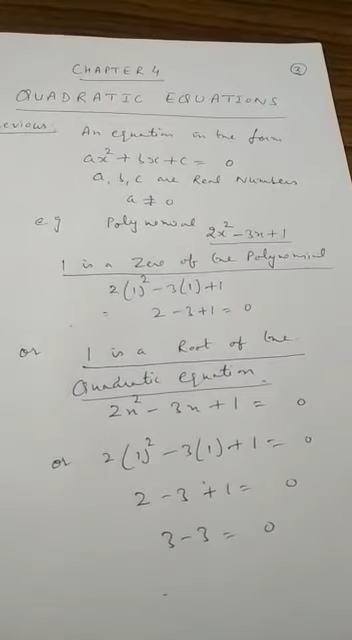 CHAPTER 4
2
QUADRATIC EQUATIONS
evious: An equation in the form
ax² + bx + c = 0
a, b, c are Real Numbers
a ≠ 0
e.g Polynomial 2x² - 3x + 1
1 is a Zero of the Polynomial
2(1)² - 3(1) + 1
= 2 - 3 + 1 = 0
or 1 is a Root of the
Quadratic equation.
2x² - 3x + 1 = 0
or 2(1)² - 3(1) + 1 = 0
2 - 3 + 1 = 0
3 - 3 = 0